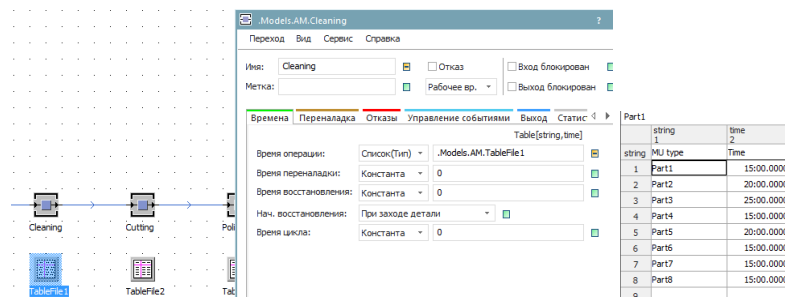 .Models.AM.Cleaning ?
Переход Вид Сервис Справка
Имя: Cleaning Отказ Вход блокирован
Метка: Рабочее вр. Выход блокирован
Времена Переналадка Отказы Управление событиями Выход Статист
Table[string,time]
Время операции: Список(Тип) .Models.AM.TableFile1
Время переналадки: Константа 0
Время восстановления: Константа 0
Нач. восстановления: При заходе детали
Время цикла: Константа 0
Cleaning Cutting Poli
TableFile1 TableFile2 Tab
Part1
string time
1 2
string MU type Time
1 Part1 15:00.0000
2 Part2 20:00.0000
3 Part3 25:00.0000
4 Part4 15:00.0000
5 Part5 20:00.0000
6 Part6 15:00.0000
7 Part7 15:00.0000
8 Part8 15:00.0000
9